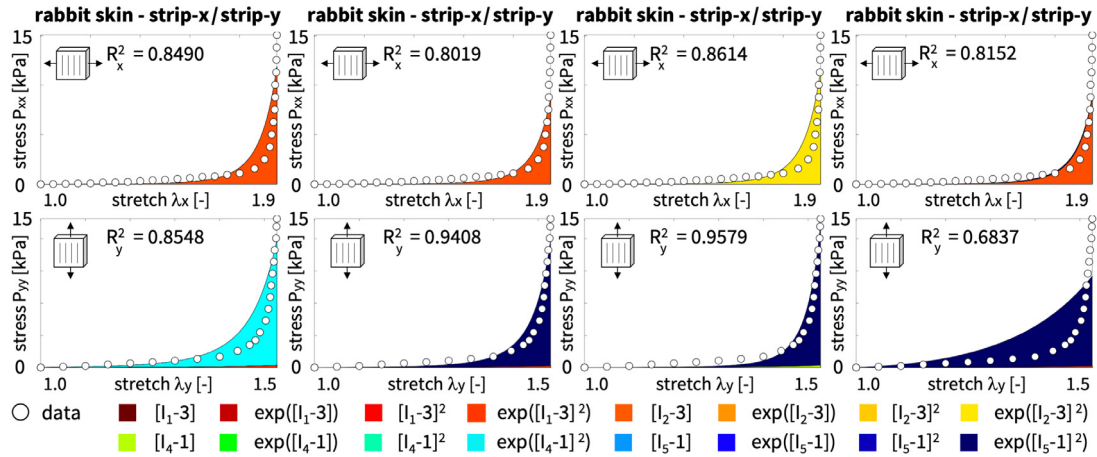 rabbit skin - strip-x/strip-y rabbit skin - strip-x/strip-y rabbit skin - strip-x/strip-y rabbit skin - strip-x/strip-y
15 15 15 15
R²x = 0.8490 R²x = 0.8019 R²x = 0.8614 R²x = 0.8152
stress Pxx [kPa] stress Pxx [kPa] stress Pxx [kPa] stress Pxx [kPa]
0 0 0 0
1.0 stretch λx [-] 1.9 1.0 stretch λx [-] 1.9 1.0 stretch λx [-] 1.9 1.0 stretch λx [-] 1.9
15 15 15 15
R²y = 0.8548 R²y = 0.9408 R²y = 0.9579 R²y = 0.6837
stress Pyy [kPa] stress Pyy [kPa] stress Pyy [kPa] stress Pyy [kPa]
0 0 0 0
1.0 stretch λy [-] 1.5 1.0 stretch λy [-] 1.5 1.0 stretch λy [-] 1.5 1.0 stretch λy [-] 1.5
data [I₁-3] exp([I₁-3]) [I₁-3]² exp([I₁-3]²) [I₂-3] exp([I₂-3]) [I₂-3]² exp([I₂-3]²)
[I₄-1] exp([I₄-1]) [I₄-1]² exp([I₄-1]²) [I₅-1] exp([I₅-1]) [I₅-1]² exp([I₅-1]²)